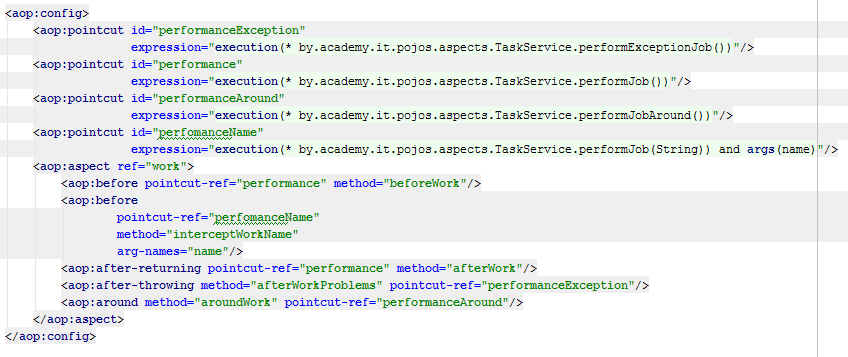 <aop:config>
<aop:pointcut id="performanceException"
expression="execution(* by.academy.it.pojos.aspects.TaskService.performExceptionJob())"/>
<aop:pointcut id="performance"
expression="execution(* by.academy.it.pojos.aspects.TaskService.performJob())"/>
<aop:pointcut id="performanceAround"
expression="execution(* by.academy.it.pojos.aspects.TaskService.performJobAround())"/>
<aop:pointcut id="perfomanceName"
expression="execution(* by.academy.it.pojos.aspects.TaskService.performJob(String)) and args(name)"/>
<aop:aspect ref="work">
<aop:before pointcut-ref="performance" method="beforeWork"/>
<aop:before
pointcut-ref="perfomanceName"
method="interceptWorkName"
arg-names="name"/>
<aop:after-returning pointcut-ref="performance" method="afterWork"/>
<aop:after-throwing method="afterWorkProblems" pointcut-ref="performanceException"/>
<aop:around method="aroundWork" pointcut-ref="performanceAround"/>
</aop:aspect>
</aop:config>